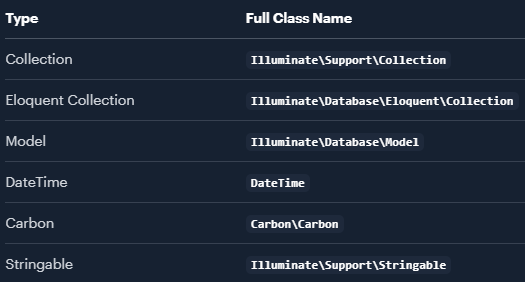 Type Full Class Name
Collection Illuminate\Support\Collection
Eloquent Collection Illuminate\Database\Eloquent\Collection
Model Illuminate\Database\Model
DateTime DateTime
Carbon Carbon\Carbon
Stringable Illuminate\Support\Stringable